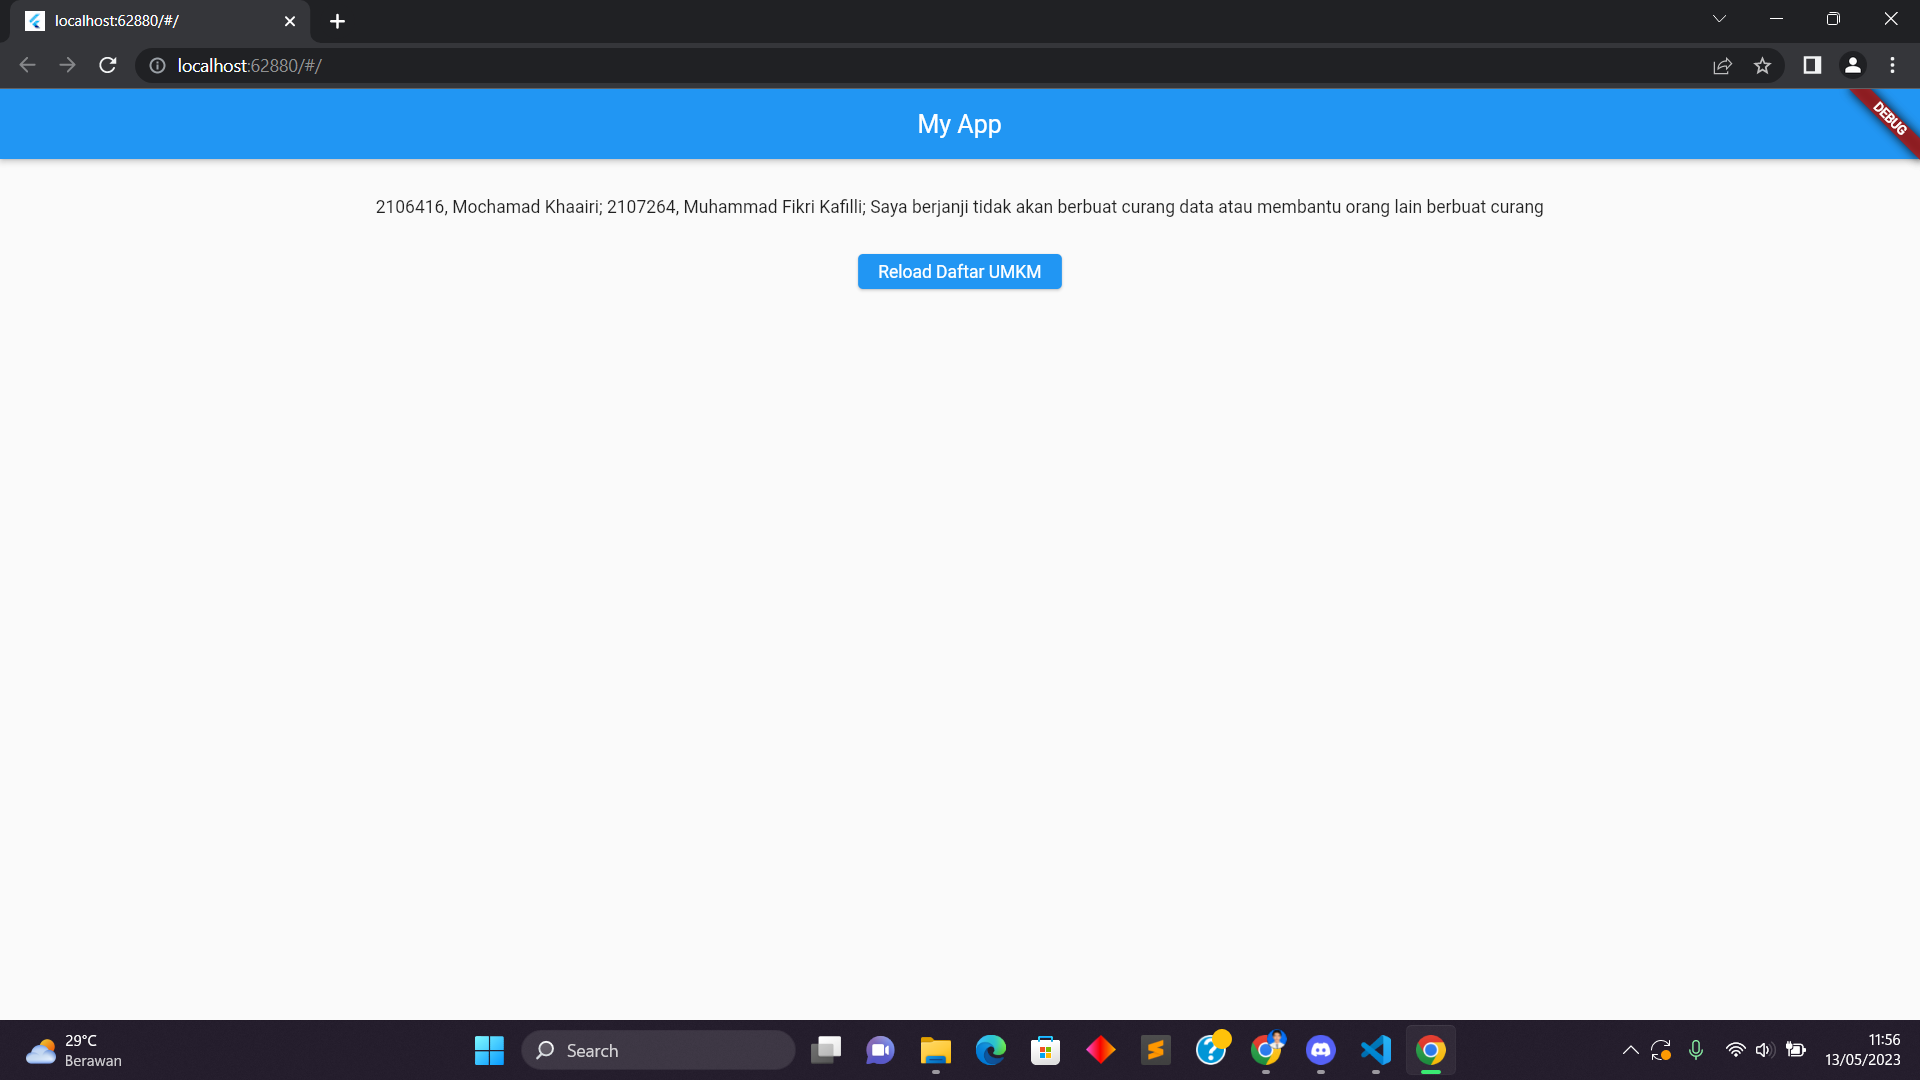 localhost:62880/#/
localhost:62880/#/
My App
DEBUG
2106416, Mochamad Khaairi; 2107264, Muhammad Fikri Kafilli; Saya berjanji tidak akan berbuat curang data atau membantu orang lain berbuat curang
Reload Daftar UMKM
29°C
Berawan
Search
11:56
13/05/2023